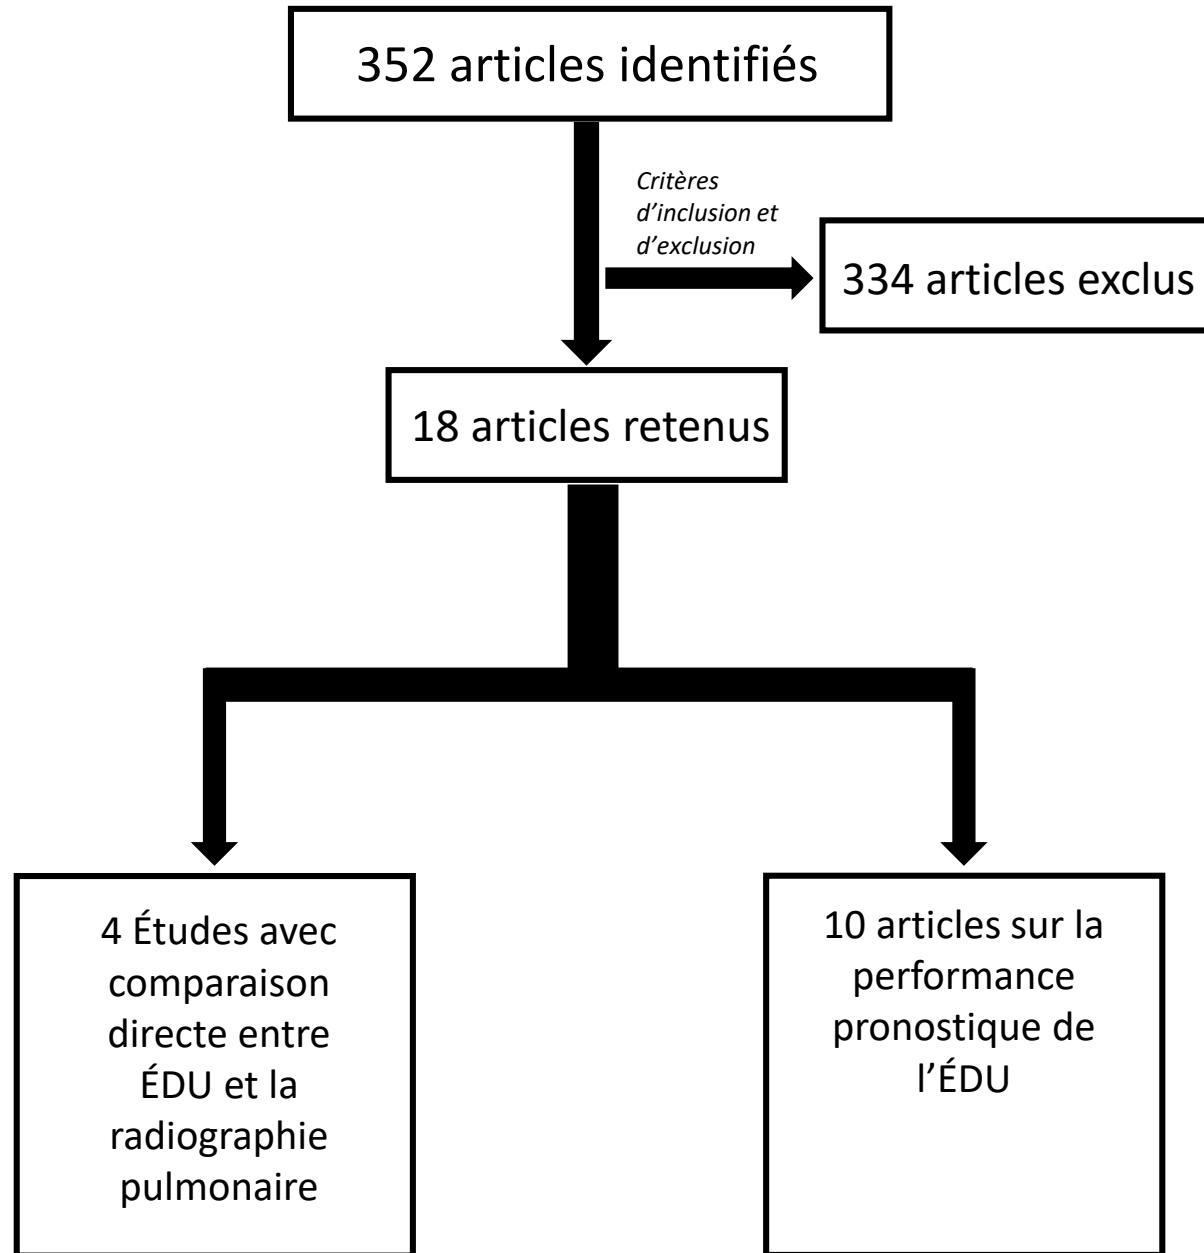 352 articles identifiés
Critères
d’inclusion et
d’exclusion
334 articles exclus
18 articles retenus
4 Études avec
comparaison
directe entre
ÉDU et la
radiographie
pulmonaire
10 articles sur la
performance
pronostique de
l’ÉDU